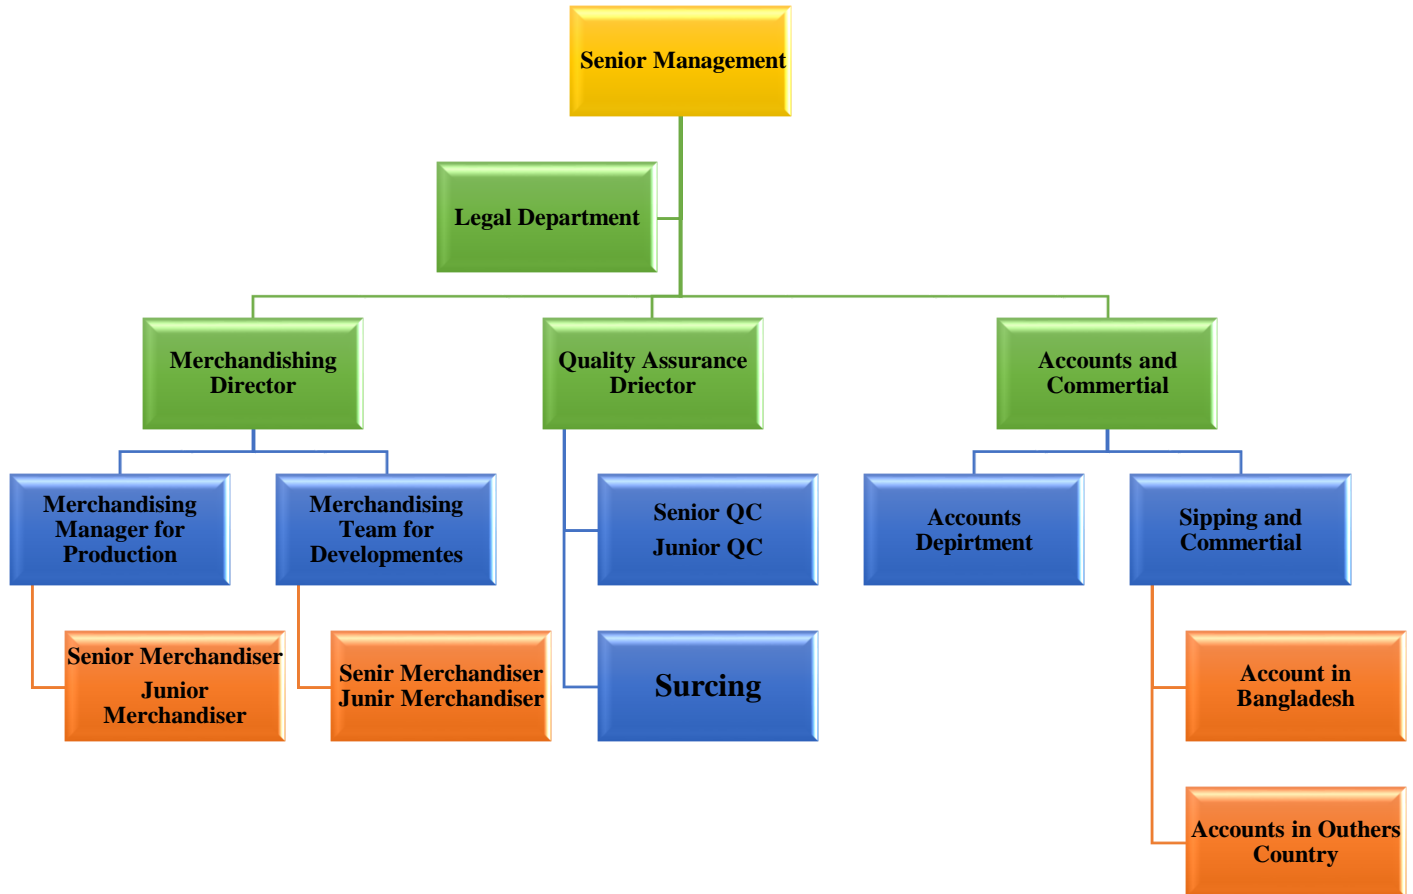 Senior Management
Legal Department
Merchandishing
Director
Quality Assurance
Driector
Accounts and
Commertial
Merchandising
Manager for
Production
Merchandising
Team for
Developmentes
Senior QC
Junior QC
Accounts
Depirtment
Sipping and
Commertial
Senior Merchandiser
Junior
Merchandiser
Senir Merchandiser
Junir Merchandiser
Surcing
Account in
Bangladesh
Accounts in Outhers
Country